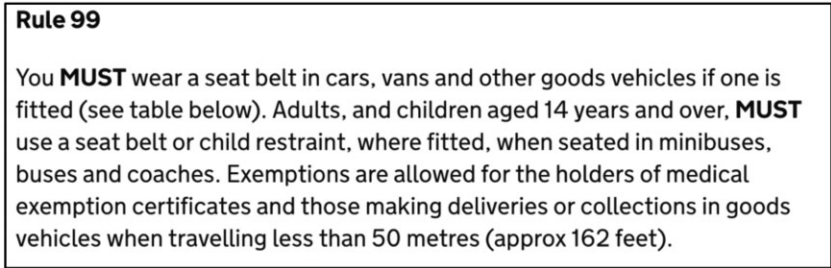 Rule 99
You MUST wear a seat belt in cars, vans and other goods vehicles if one is
fitted (see table below). Adults, and children aged 14 years and over, MUST
use a seat belt or child restraint, where fitted, when seated in minibuses,
buses and coaches. Exemptions are allowed for the holders of medical
exemption certificates and those making deliveries or collections in goods
vehicles when travelling less than 50 metres (approx 162 feet).